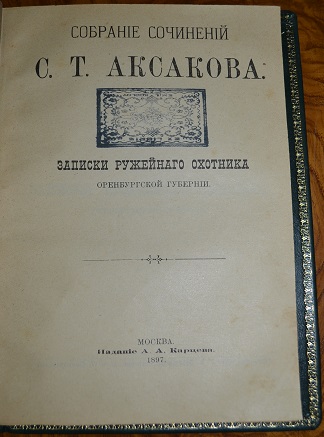 СОБРАНІЕ СОЧИНЕНІЙ
С. Т. АКСАКОВА.
ЗАПИСКИ РУЖЕЙНАГО ОХОТНИКА
ОРЕНБУРГСКОЙ ГУБЕРНІИ.
МОСКВА.
Изданіе А. А. Карцева.
1897.